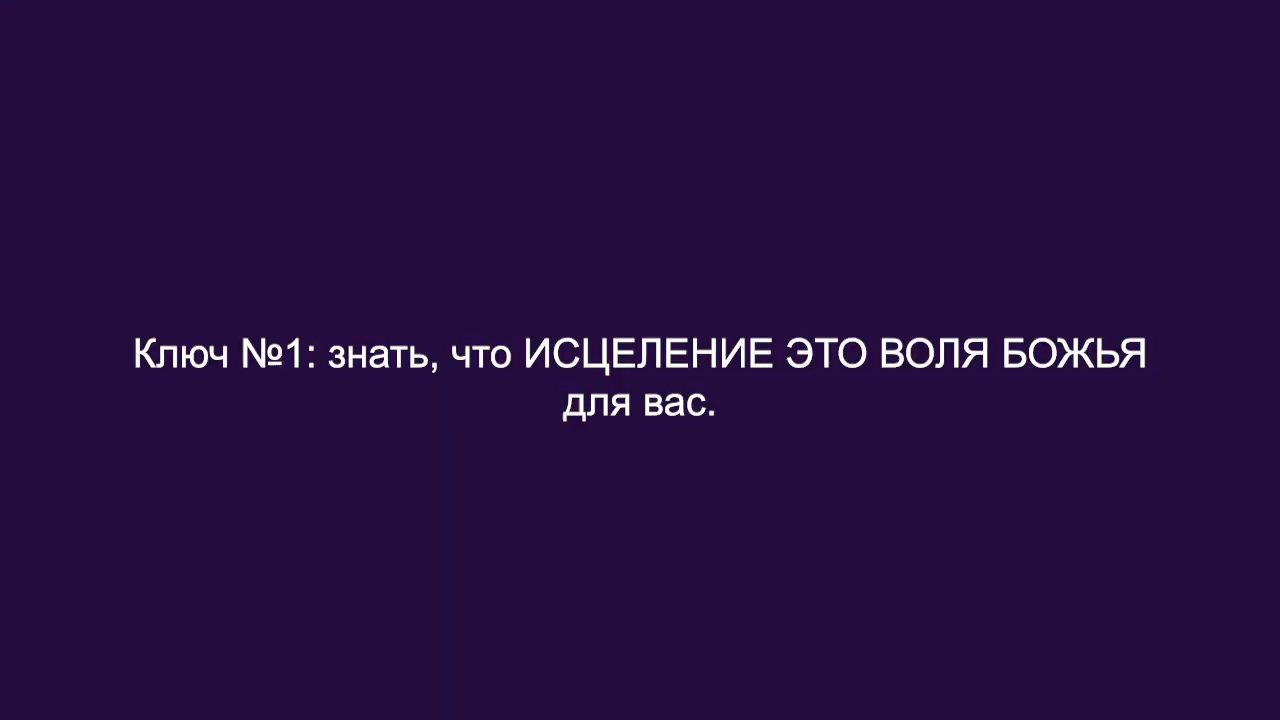 Ключ №1: знать, что ИСЦЕЛЕНИЕ ЭТО ВОЛЯ БОЖЬЯ
для вас.